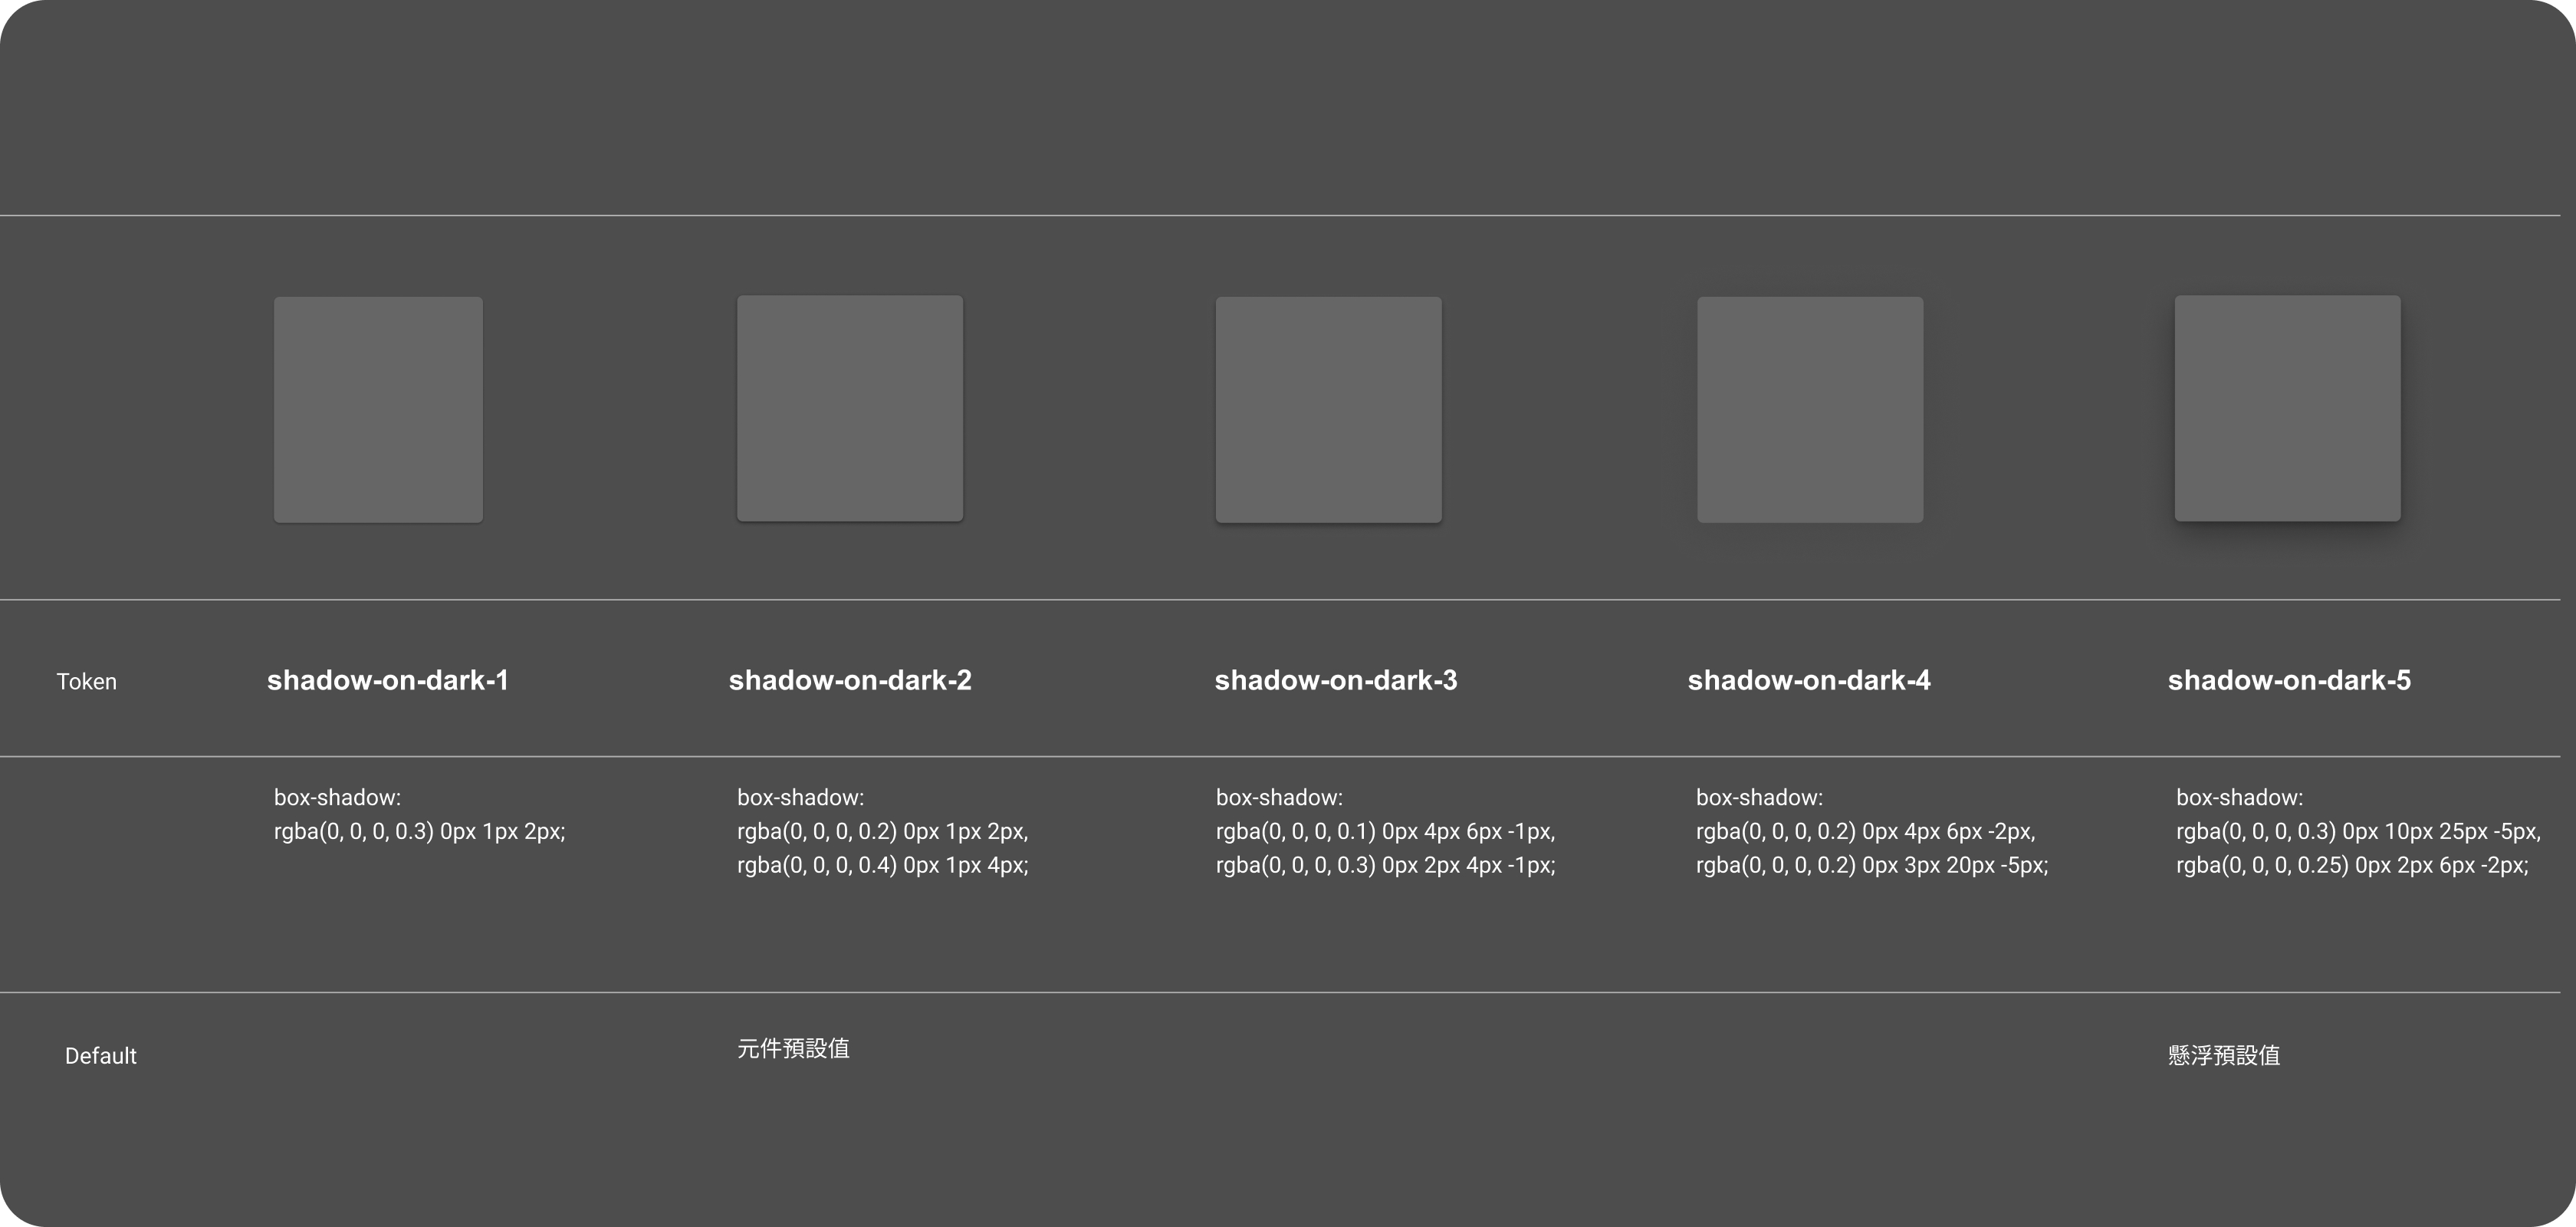 Token
shadow-on-dark-1
shadow-on-dark-2
shadow-on-dark-3
shadow-on-dark-4
shadow-on-dark-5
box-shadow:
rgba(0, 0, 0, 0.3) 0px 1px 2px;
box-shadow:
rgba(0, 0, 0, 0.2) 0px 1px 2px,
rgba(0, 0, 0, 0.4) 0px 1px 4px;
box-shadow:
rgba(0, 0, 0, 0.1) 0px 4px 6px -1px,
rgba(0, 0, 0, 0.3) 0px 2px 4px -1px;
box-shadow:
rgba(0, 0, 0, 0.2) 0px 4px 6px -2px,
rgba(0, 0, 0, 0.2) 0px 3px 20px -5px;
box-shadow:
rgba(0, 0, 0, 0.3) 0px 10px 25px -5px,
rgba(0, 0, 0, 0.25) 0px 2px 6px -2px;
Default
元件預設值
懸浮預設值